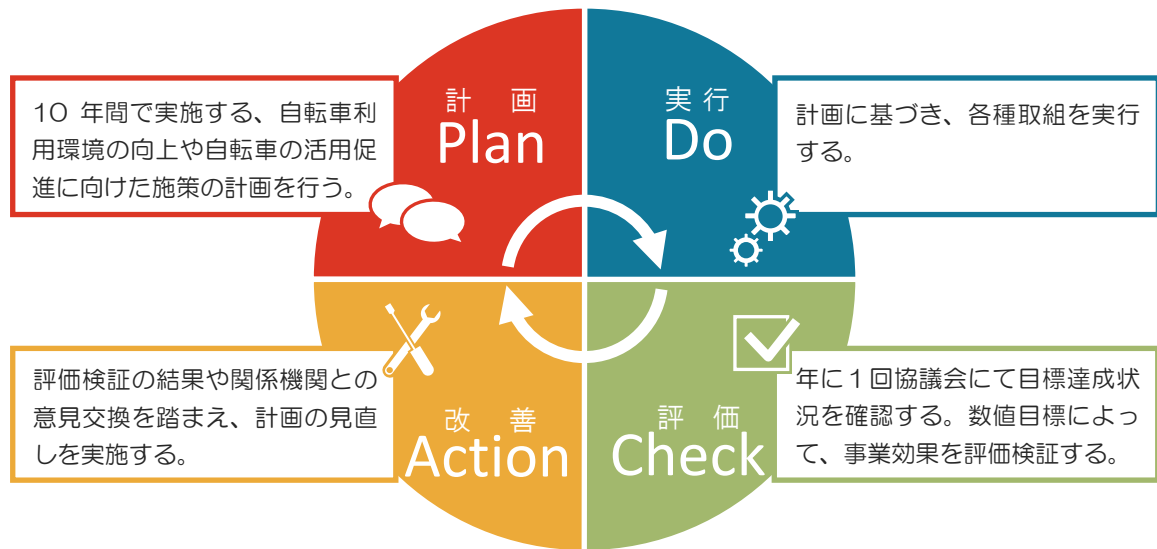 計画
Plan
10 年間で実施する、自転車利
用環境の向上や自転車の活用促
進に向けた施策の計画を行う。
実行
Do
計画に基づき、各種取組を実行
する。
評価
Check
年に1回協議会にて目標達成状
況を確認する。数値目標によっ
て、事業効果を評価検証する。
改善
Action
評価検証の結果や関係機関との
意見交換を踏まえ、計画の見直
しを実施する。